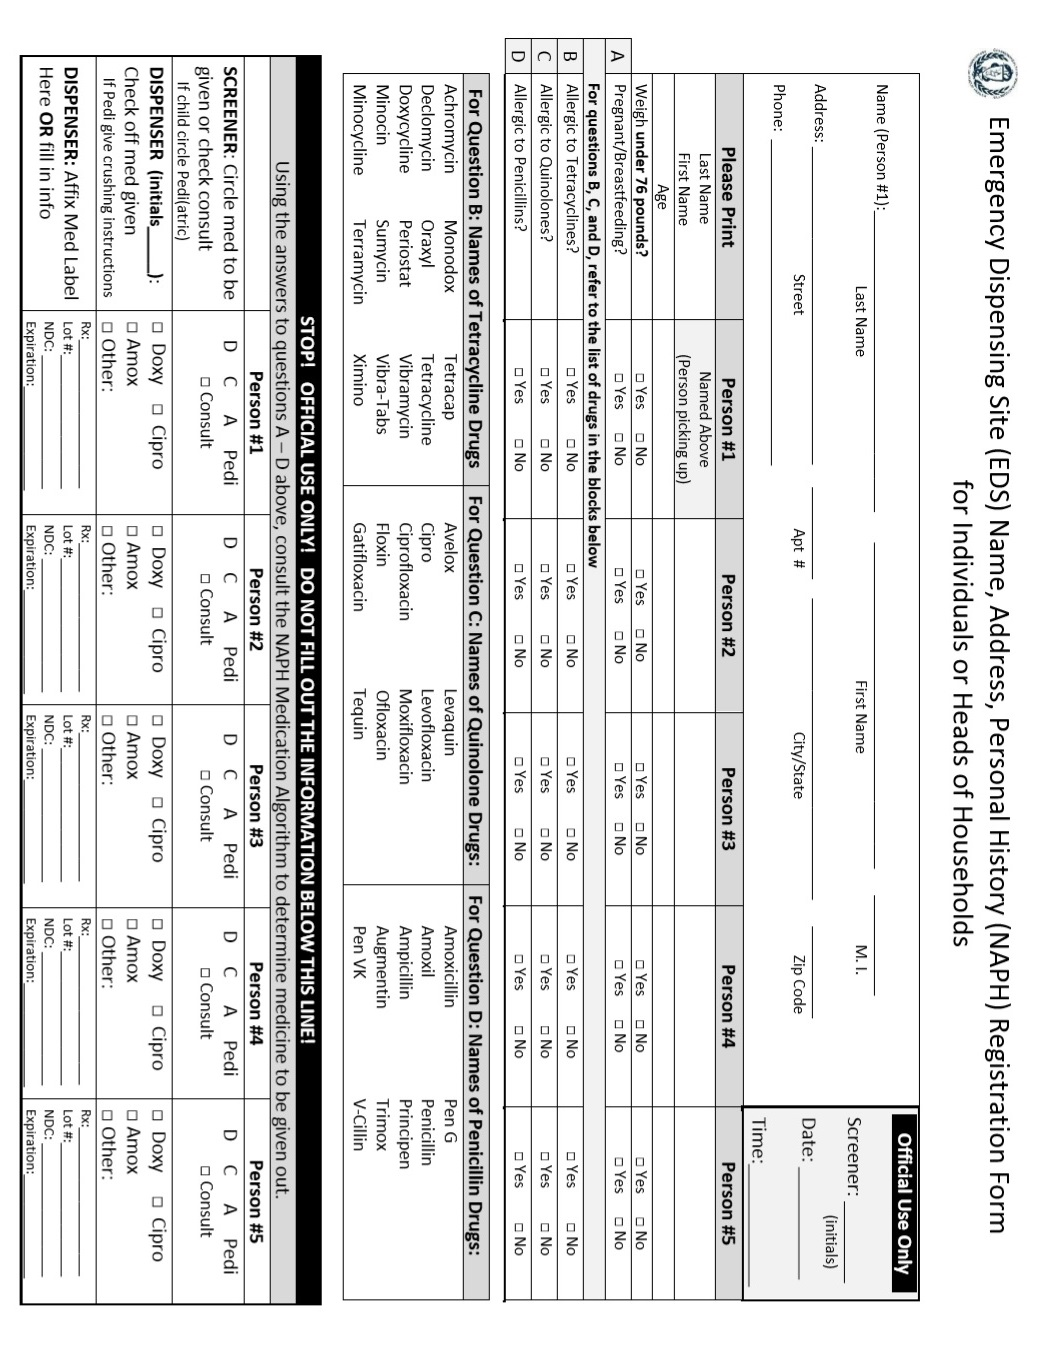 Emergency Dispensing Site (EDS) Name, Address, Personal History (NAPH) Registration Form
for Individuals or Heads of Households
Name (Person #1):
Last Name First Name M. I.
Address:
Street Apt # City/State Zip Code
Phone:
Official Use Only
Screener:
(initials)
Date:
Time:
Please Print Person #1 Person #2 Person #3 Person #4 Person #5
Last Name Named Above
First Name (Person picking up)
Age
Weigh under 76 pounds? □ Yes □ No □ Yes □ No □ Yes □ No □ Yes □ No □ Yes □ No
A Pregnant/Breastfeeding? □ Yes □ No □ Yes □ No □ Yes □ No □ Yes □ No □ Yes □ No
For questions B, C, and D, refer to the list of drugs in the blocks below
B Allergic to Tetracyclines? □ Yes □ No □ Yes □ No □ Yes □ No □ Yes □ No □ Yes □ No
C Allergic to Quinolones? □ Yes □ No □ Yes □ No □ Yes □ No □ Yes □ No □ Yes □ No
D Allergic to Penicillins? □ Yes □ No □ Yes □ No □ Yes □ No □ Yes □ No □ Yes □ No
For Question B: Names of Tetracycline Drugs For Question C: Names of Quinolone Drugs: For Question D: Names of Penicillin Drugs:
Achromycin Monodox Tetracap Avelox Levaquin Amoxicillin Pen G
Declomycin Oraxyl Tetracycline Cipro Levofloxacin Amoxil Penicillin
Doxycycline Periostat Vibramycin Ciprofloxacin Moxifloxacin Ampicillin Principen
Minocin Sumycin Vibra-Tabs Floxin Ofloxacin Augmentin Trimox
Minocycline Terramycin Ximino Gatifloxacin Tequin Pen VK V-Cillin
STOP! OFFICIAL USE ONLY! DO NOT FILL OUT THE INFORMATION BELOW THIS LINE!
Using the answers to questions A – D above, consult the NAPH Medication Algorithm to determine medicine to be given out.
Person #1 Person #2 Person #3 Person #4 Person #5
SCREENER: Circle med to be D C A Pedi D C A Pedi D C A Pedi D C A Pedi D C A Pedi
given or check consult □ Consult □ Consult □ Consult □ Consult □ Consult
If child circle Pedi(atric)
DISPENSER (initials_____): □ Doxy □ Cipro □ Doxy □ Cipro □ Doxy □ Cipro □ Doxy □ Cipro □ Doxy □ Cipro
Check off med given □ Amox □ Amox □ Amox □ Amox □ Amox
If Pedi give crushing instructions □ Other: □ Other: □ Other: □ Other: □ Other:
DISPENSER: Affix Med Label
Here OR fill in info
Rx: Rx: Rx: Rx: Rx:
Lot #: Lot #: Lot #: Lot #: Lot #:
NDC: NDC: NDC: NDC: NDC:
Expiration: Expiration: Expiration: Expiration: Expiration: